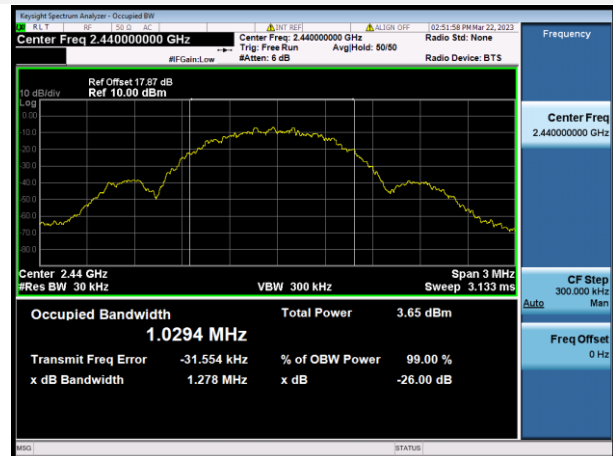 Keysight Spectrum Analyzer - Occupied BW
RLT RF 50 Ω AC INT REF ALIGN OFF 02:51:58 PM Mar 22, 2023
Center Freq 2.440000000 GHz Center Freq: 2.440000000 GHz Radio Std: None Frequency
Trig: Free Run Avg|Hold: 50/50
#IFGain:Low #Atten: 6 dB Radio Device: BTS
Ref Offset 17.87 dB
10 dB/div Ref 10.00 dBm
Log
0.00
-10.0
-20.0
-30.0
-40.0
-50.0
-60.0
-70.0
-80.0
Center Freq
2.440000000 GHz
Center 2.44 GHz Span 3 MHz
#Res BW 30 kHz VBW 300 kHz Sweep 3.133 ms
CF Step
300.000 kHz
Auto Man
Occupied Bandwidth Total Power 3.65 dBm
1.0294 MHz
Freq Offset
0 Hz
Transmit Freq Error -31.554 kHz % of OBW Power 99.00 %
x dB Bandwidth 1.278 MHz x dB -26.00 dB
MSG STATUS